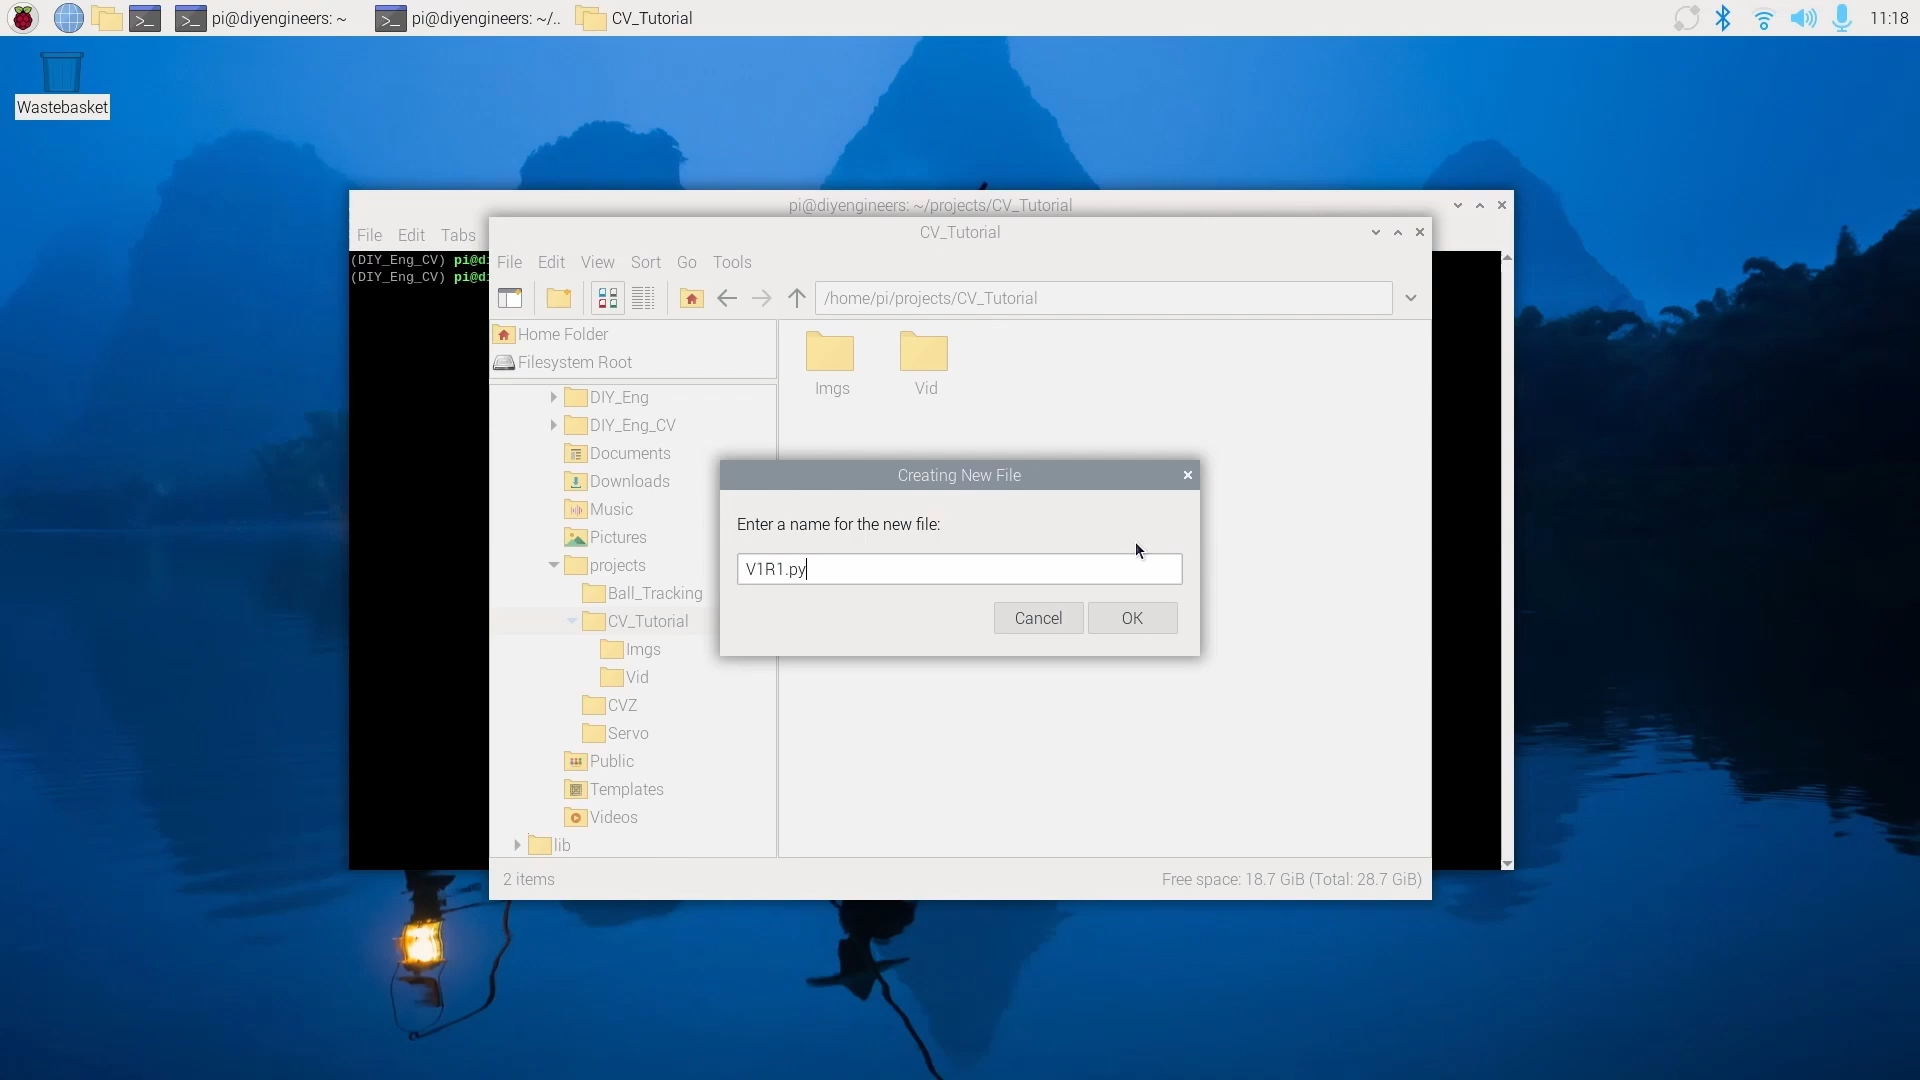 pi@diyengineers: ~
pi@diyengineers: ~/..
CV_Tutorial
11:18
Wastebasket
pi@diyengineers: ~/projects/CV_Tutorial
File Edit Tabs
(DIY_Eng_CV) pi@d
(DIY_Eng_CV) pi@d
CV_Tutorial
File Edit View Sort Go Tools
/home/pi/projects/CV_Tutorial
Home Folder
Filesystem Root
DIY_Eng
DIY_Eng_CV
Documents
Downloads
Music
Pictures
projects
Ball_Tracking
CV_Tutorial
Imgs
Vid
CVZ
Servo
Public
Templates
Videos
lib
Imgs
Vid
Creating New File
Enter a name for the new file:
V1R1.py
Cancel
OK
2 items
Free space: 18.7 GiB (Total: 28.7 GiB)